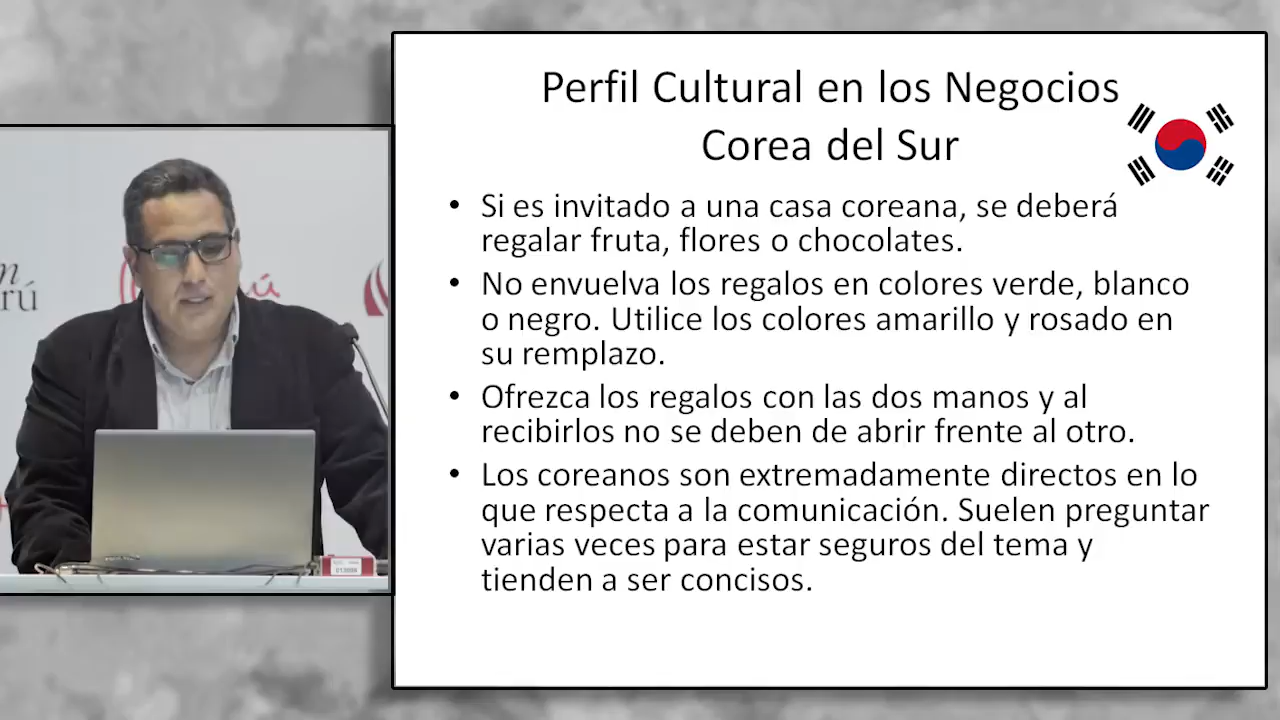 Perfil Cultural en los Negocios
Corea del Sur
• Si es invitado a una casa coreana, se deberá
regalar fruta, flores o chocolates.
• No envuelva los regalos en colores verde, blanco
o negro. Utilice los colores amarillo y rosado en
su remplazo.
• Ofrezca los regalos con las dos manos y al
recibirlos no se deben de abrir frente al otro.
• Los coreanos son extremadamente directos en lo
que respecta a la comunicación. Suelen preguntar
varias veces para estar seguros del tema y
tienden a ser concisos.